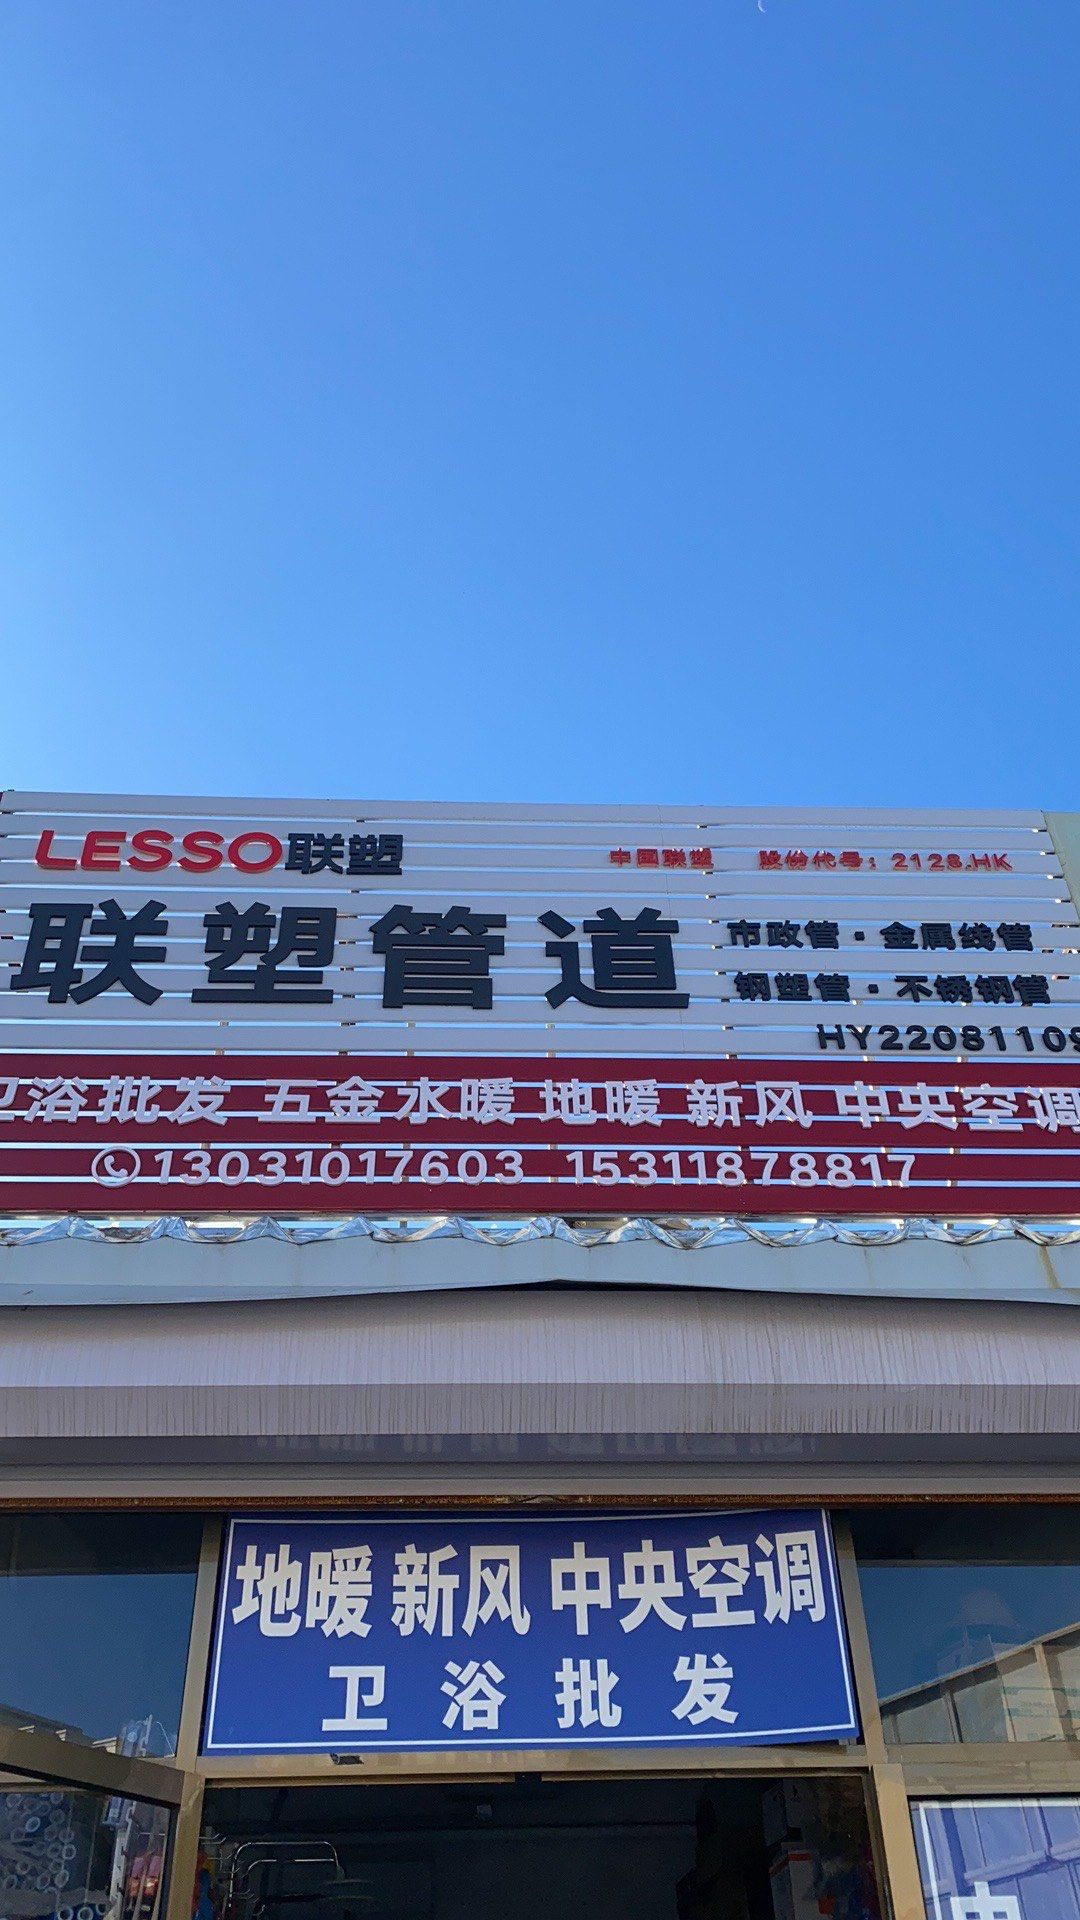 LESSO联塑
中国联塑 股份代号：2128.HK
联塑管道
市政管·金属线管
钢塑管·不锈钢管
HY22081109
卫浴批发 五金水暖 地暖 新风 中央空调
13031017603 15311878817
地暖 新风 中央空调
卫浴批发
中